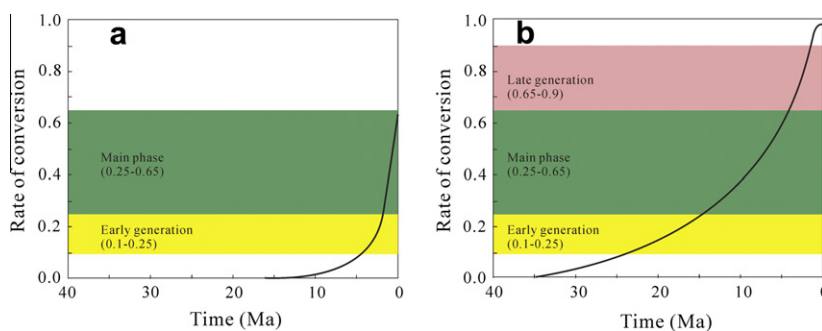 a
1.0
0.8
0.6
0.4
0.2
0.0
Rate of conversion
Main phase
(0.25-0.65)
Early generation
(0.1-0.25)
40 30 20 10 0
Time (Ma)
b
1.0
0.8
0.6
0.4
0.2
0.0
Rate of conversion
Late generation
(0.65-0.9)
Main phase
(0.25-0.65)
Early generation
(0.1-0.25)
40 30 20 10 0
Time (Ma)